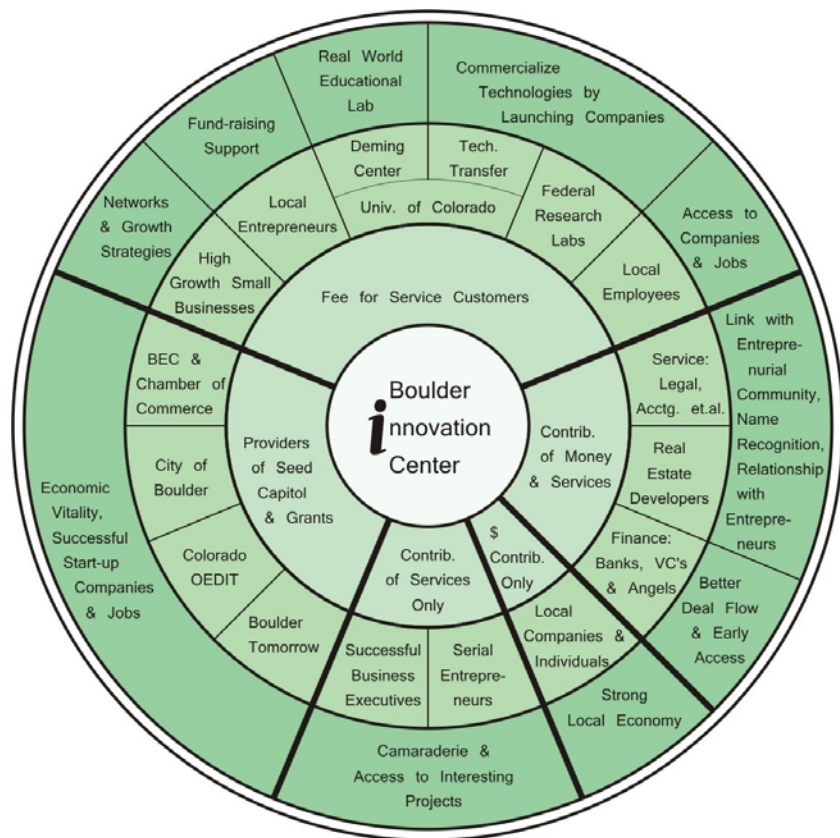 Real World
Educational
Lab
Commercialize
Technologies by
Launching Companies
Fund-raising
Support
Networks
& Growth
Strategies
Access to
Companies
& Jobs
Deming
Center
Tech.
Transfer
Univ. of Colorado
Local
Entrepreneurs
Federal
Research
Labs
High
Growth Small
Businesses
Local
Employees
Fee for Service Customers
Link with
Entrepre-
nurial
Community,
Name
Recognition,
Relationship
with
Entrepre-
neurs
BEC &
Chamber of
Commerce
Service:
Legal,
Acctg. et.al.
Boulder
innovation
Center
Providers
of Seed
Capitol
& Grants
Contrib.
of Money
& Services
City of
Boulder
Real
Estate
Developers
Economic
Vitality,
Successful
Start-up
Companies
& Jobs
Colorado
OEDIT
Contrib.
of Services
Only
$
Contrib.
Only
Finance:
Banks, VC's
& Angels
Better
Deal Flow
& Early
Access
Boulder
Tomorrow
Successful
Business
Executives
Serial
Entrepre-
neurs
Local
Companies &
Individuals
Strong
Local Economy
Camaraderie &
Access to Interesting
Projects